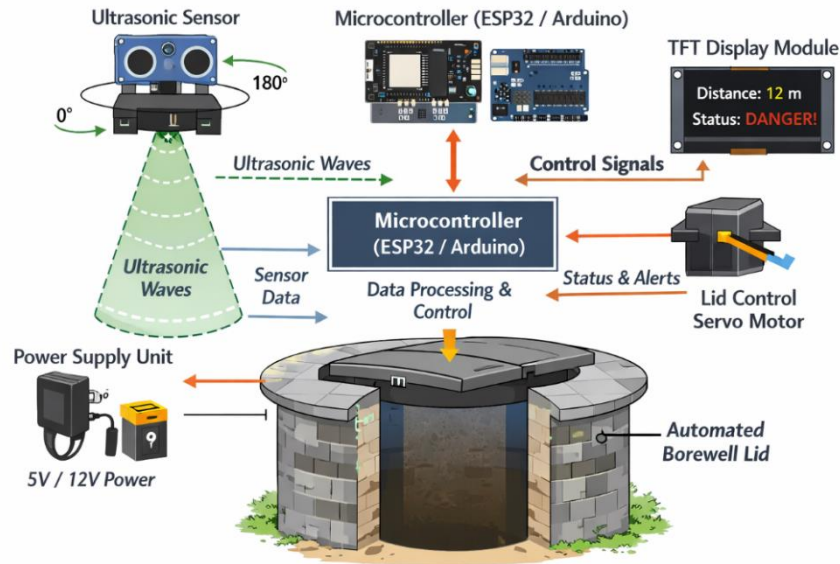 Ultrasonic Sensor
Microcontroller (ESP32 / Arduino)
TFT Display Module
180°
0°
Distance: 12 m
Status: DANGER!
Ultrasonic Waves
Control Signals
Microcontroller
(ESP32 / Arduino)
Ultrasonic
Waves
Sensor
Data
Data Processing &
Control
Status & Alerts
Lid Control
Servo Motor
Power Supply Unit
5V / 12V Power
Automated
Borewell Lid